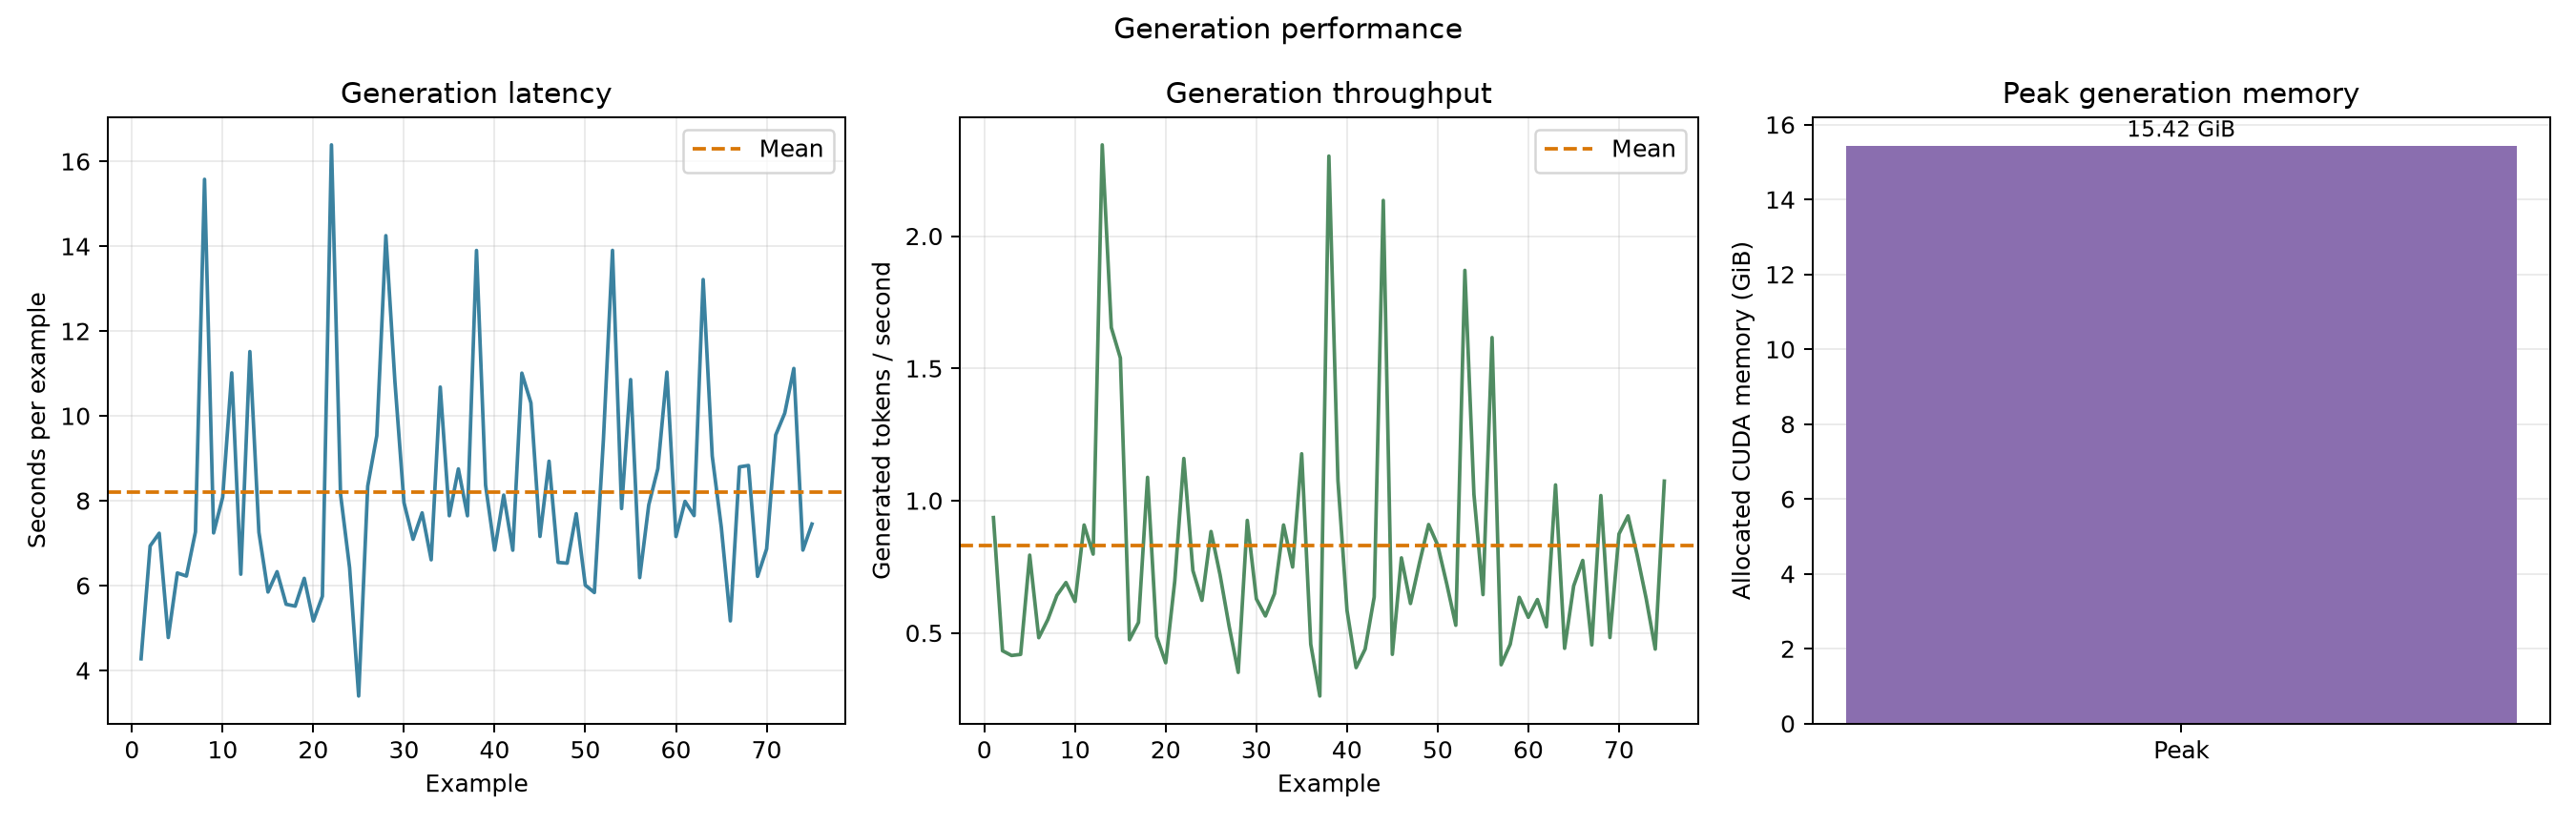 Generation performance
Generation latency
Mean
Seconds per example
16
14
12
10
8
6
4
0 10 20 30 40 50 60 70
Example
Generation throughput
Mean
Generated tokens / second
2.0
1.5
1.0
0.5
0 10 20 30 40 50 60 70
Example
Peak generation memory
15.42 GiB
Allocated CUDA memory (GiB)
16
14
12
10
8
6
4
2
0
Peak